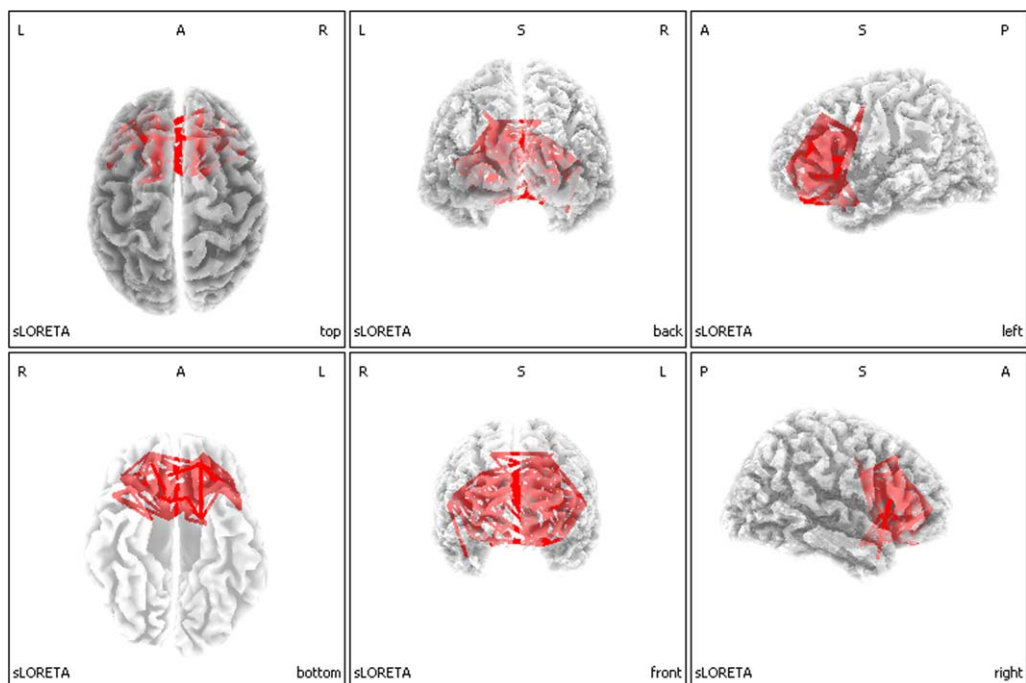 L A R
sLORETA top
L S R
sLORETA back
A S P
sLORETA left
R A L
sLORETA bottom
R S L
sLORETA front
P S A
sLORETA right